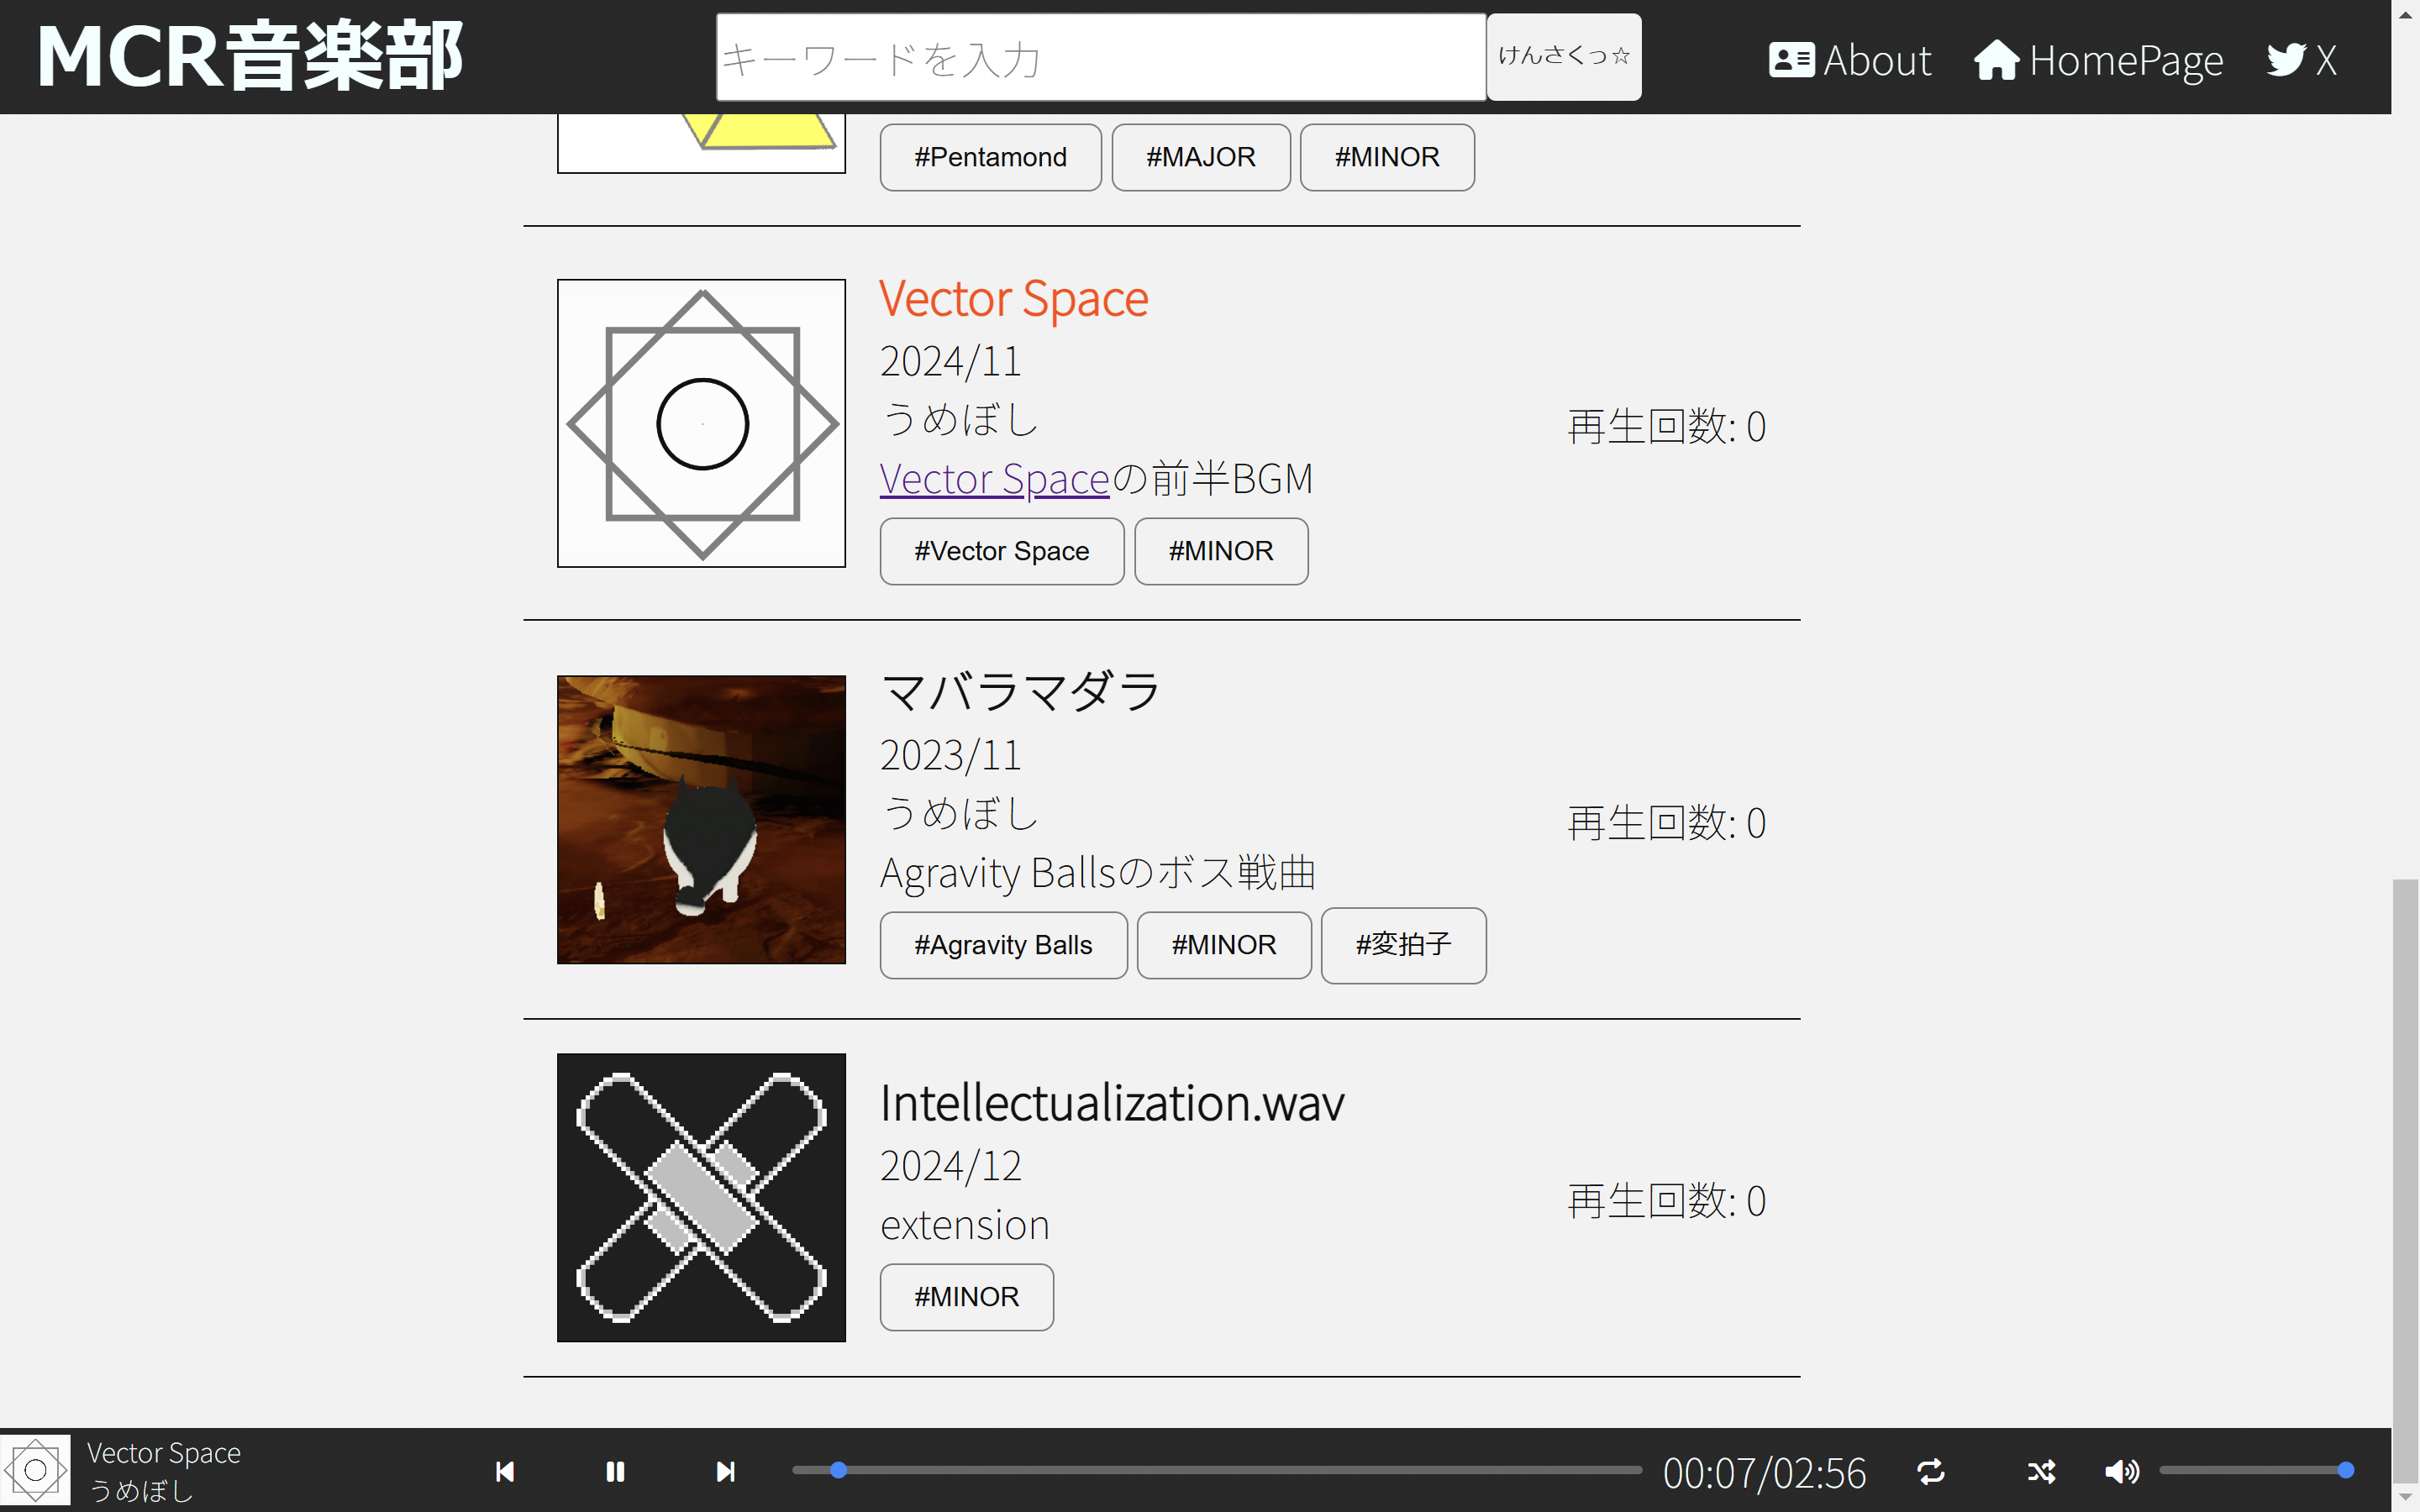 MCR音楽部
キーワードを入力
けんさくっ☆
About
HomePage
X
#Pentamond
#MAJOR
#MINOR
Vector Space
2024/11
うめぼし
Vector Spaceの前半BGM
#Vector Space
#MINOR
再生回数: 0
マバラマダラ
2023/11
うめぼし
Agravity Ballsのボス戦曲
#Agravity Balls
#MINOR
#変拍子
再生回数: 0
Intellectualization.wav
2024/12
extension
#MINOR
再生回数: 0
Vector Space
うめぼし
00:07/02:56